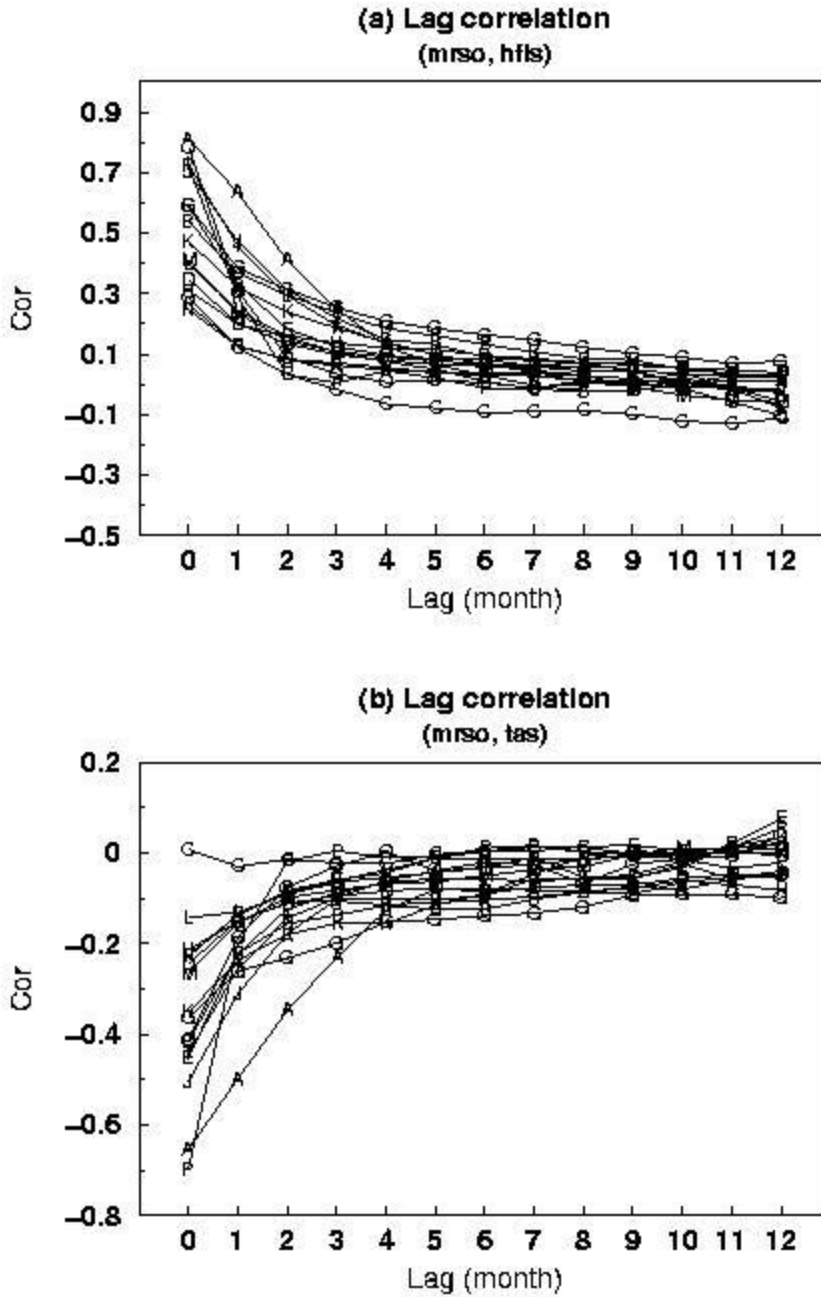 (a) Lag correlation
(mrso, hfls)
0.9
0.7
0.5
0.3
0.1
−0.1
−0.3
−0.5
Cor
0 1 2 3 4 5 6 7 8 9 10 11 12
Lag (month)
(b) Lag correlation
(mrso, tas)
0.2
0
−0.2
−0.4
−0.6
−0.8
Cor
0 1 2 3 4 5 6 7 8 9 10 11 12
Lag (month)